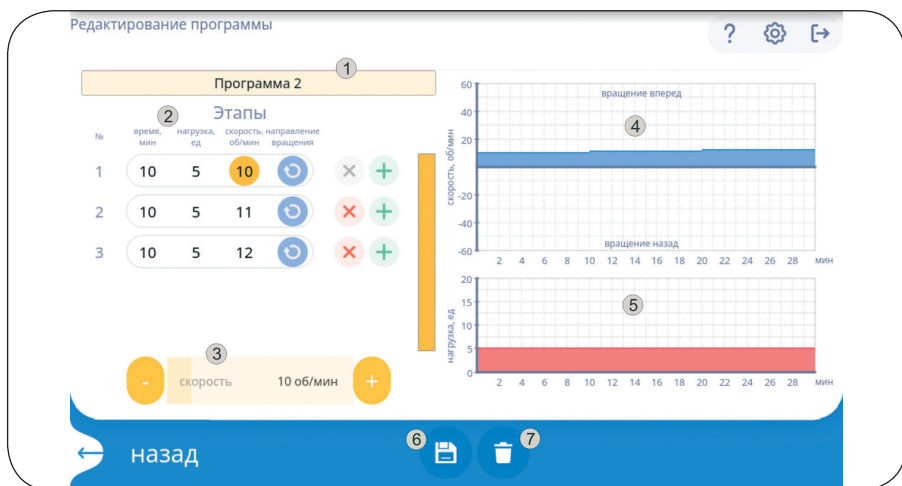 Редактирование программы
?
1
Программа 2
2
Этапы
№ время, мин нагрузка, ед скорость, об/мин направление вращения
1 10 5 10 × +
2 10 5 11 × +
3 10 5 12 × +
3
- скорость 10 об/мин +
скорость, об/мин
60
40
20
-20
-40
-60
вращение вперед
4
вращение назад
2 4 6 8 10 12 14 16 18 20 22 24 26 28 мин
нагрузка, ед
20
15
10
5
0
5
2 4 6 8 10 12 14 16 18 20 22 24 26 28 мин
← назад
6
7